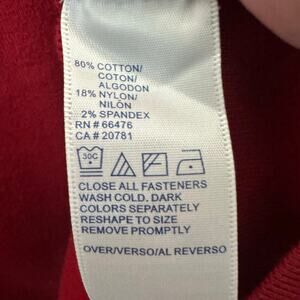 80% COTTON/
COTON/
ALGODON
18% NYLON/
NILÓN
2% SPANDEX
RN # 66476
CA # 20781
30C
CLOSE ALL FASTENERS
WASH COLD. DARK
COLORS SEPARATELY
RESHAPE TO SIZE
REMOVE PROMPTLY
OVER/VERSO/AL REVERSO